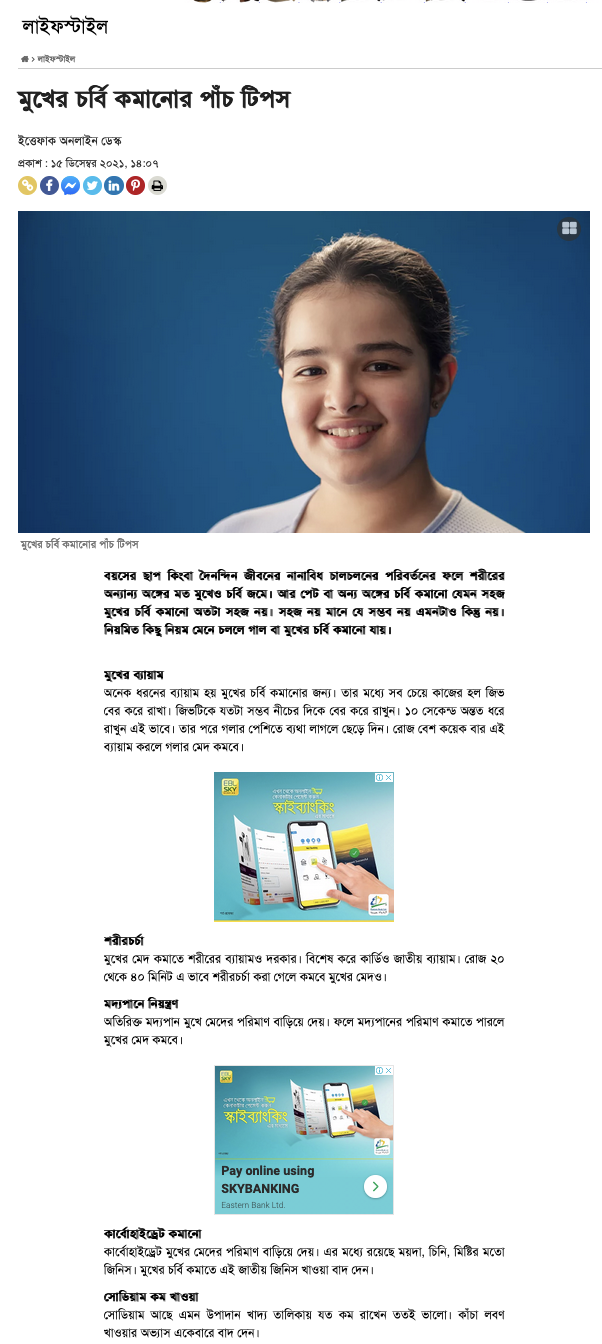 লাইফস্টাইল
লাইফস্টাইল
মুখের চর্বি কমানোর পাঁচ টিপস
ইত্তেফাক অনলাইন ডেস্ক
প্রকাশ : ১৫ ডিসেম্বর ২০২১, ১৪:০৭
মুখের চর্বি কমানোর পাঁচ টিপস
বয়সের ছাপ কিংবা দৈনন্দিন জীবনের নানাবিধ চালচলনের পরিবর্তনের ফলে শরীরের
অন্যান্য অঙ্গের মত মুখেও চর্বি জমে। আর পেট বা অন্য অঙ্গের চর্বি কমানো যেমন সহজ
মুখের চর্বি কমানো অতটা সহজ নয়। সহজ নয় মানে যে সম্ভব নয় এমনটাও কিন্তু নয়।
নিয়মিত কিছু নিয়ম মেনে চললে গাল বা মুখের চর্বি কমানো যায়।
মুখের ব্যায়াম
অনেক ধরনের ব্যায়াম হয় মুখের চর্বি কমানোর জন্য। তার মধ্যে সব চেয়ে কাজের হল জিভ
বের করে রাখা। জিভটিকে যতটা সম্ভব নীচের দিকে বের করে রাখুন। ১০ সেকেন্ড অন্তত ধরে
রাখুন এই ভাবে। তার পরে গলার পেশিতে ব্যথা লাগলে ছেড়ে দিন। রোজ বেশ কয়েক বার এই
ব্যায়াম করলে গলার মেদ কমবে।
EBL
SKY
স্কাইব্যাংকিং
শরীরচর্চা
মুখের মেদ কমাতে শরীরের ব্যায়ামও দরকার। বিশেষ করে কার্ডিও জাতীয় ব্যায়াম। রোজ ২০
থেকে ৪০ মিনিট এ ভাবে শরীরচর্চা করা গেলে কমবে মুখের মেদও।
মদ্যপানে নিয়ন্ত্রণ
অতিরিক্ত মদ্যপান মুখে মেদের পরিমাণ বাড়িয়ে দেয়। ফলে মদ্যপানের পরিমাণ কমাতে পারলে
মুখের মেদ কমবে।
SKY
স্কাইব্যাংকিং
Pay online using
SKYBANKING
Eastern Bank Ltd.
কার্বোহাইড্রেট কমানো
কার্বোহাইড্রেট মুখের মেদের পরিমাণ বাড়িয়ে দেয়। এর মধ্যে রয়েছে ময়দা, চিনি, মিষ্টির মতো
জিনিস। মুখের চর্বি কমাতে এই জাতীয় জিনিস খাওয়া বাদ দেন।
সোডিয়াম কম খাওয়া
সোডিয়াম আছে এমন উপাদান খাদ্য তালিকায় যত কম রাখেন ততই ভালো। কাঁচা লবণ
খাওয়ার অভ্যাস একেবারে বাদ দেন।